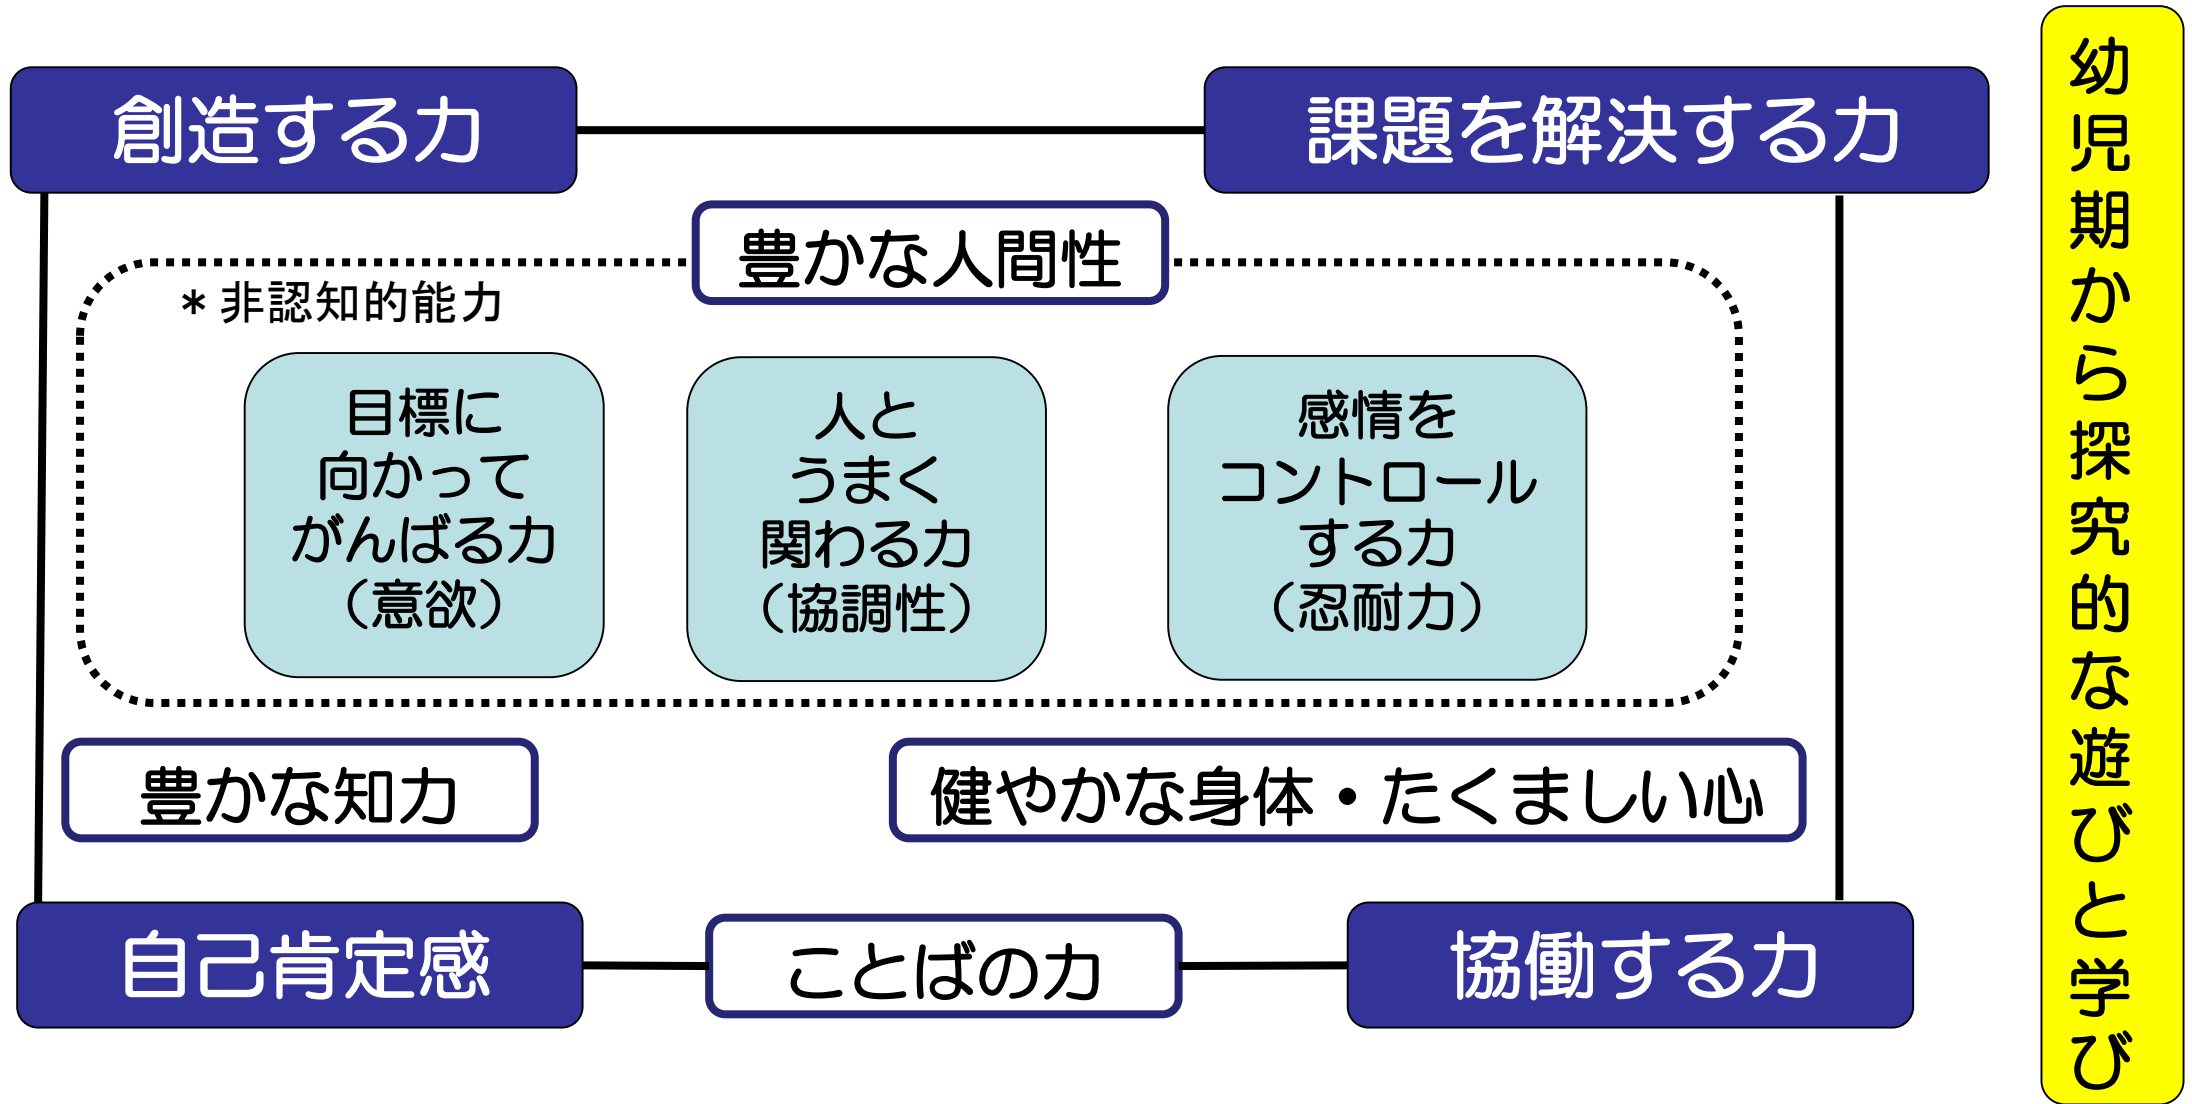 創造する力
課題を解決する力
豊かな人間性
*非認知的能力
目標に
向かって
がんばる力
（意欲）
人と
うまく
関わる力
（協調性）
感情を
コントロール
する力
（忍耐力）
豊かな知力
健やかな身体・たくましい心
自己肯定感
ことばの力
協働する力
幼児期から探究的な遊びと学び